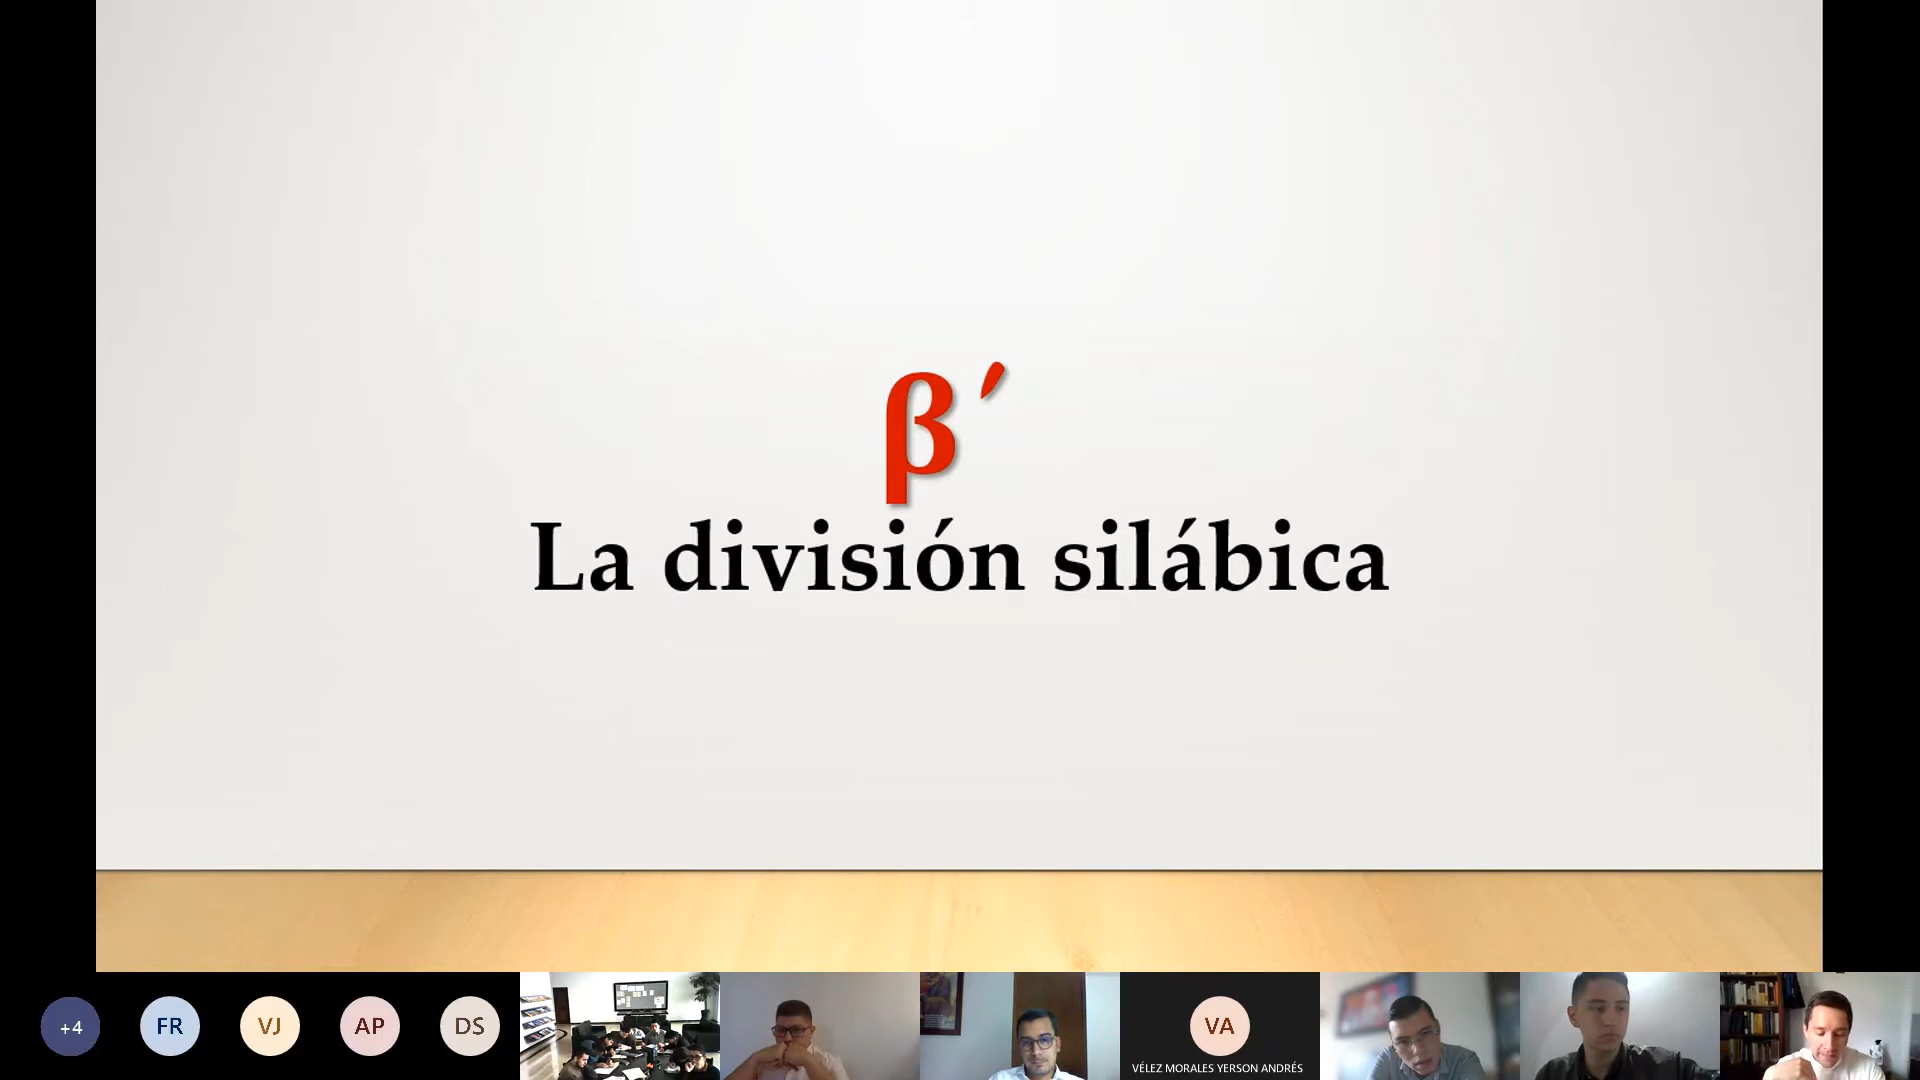 β΄
La división silábica
+4
FR
VJ
AP
DS
VA
VÉLEZ MORALES YERSON ANDRÉS